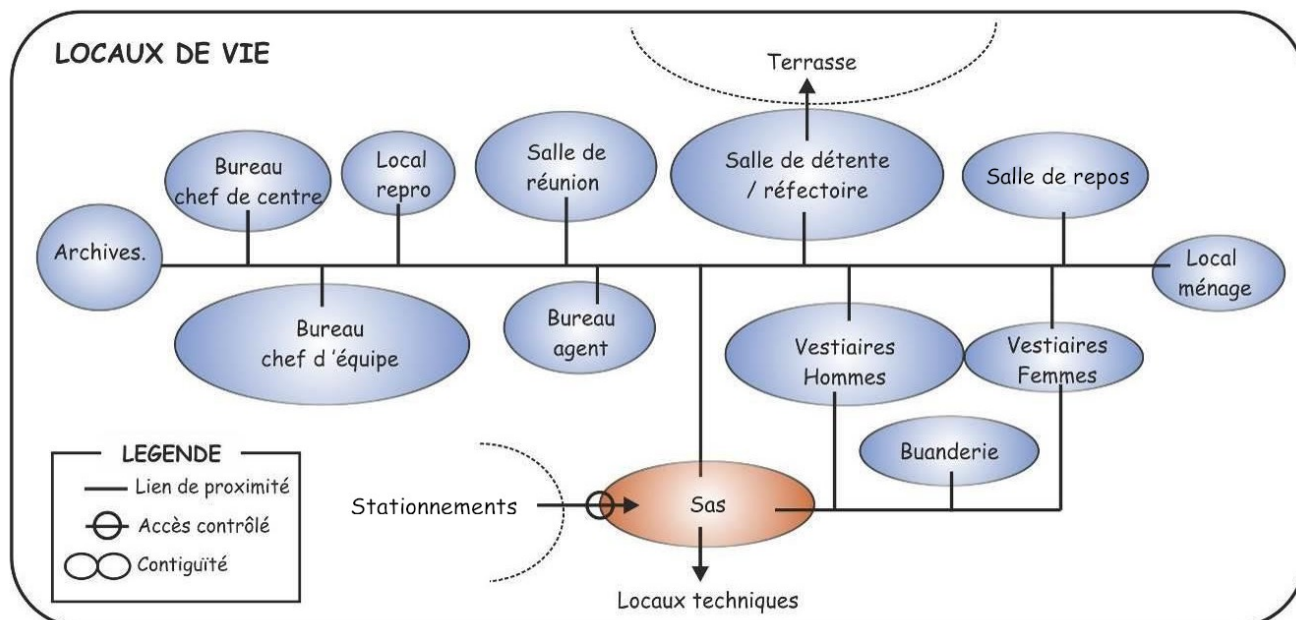 LOCAUX DE VIE
Terrasse
Bureau
chef de centre
Local
repro
Salle de
réunion
Salle de détente
/ réfectoire
Salle de repos
Archives.
Local
ménage
Bureau
chef d ’équipe
Bureau
agent
Vestiaires
Hommes
Vestiaires
Femmes
Buanderie
Stationnements
Sas
Locaux techniques
LEGENDE
Lien de proximité
Accès contrôlé
Contiguïté